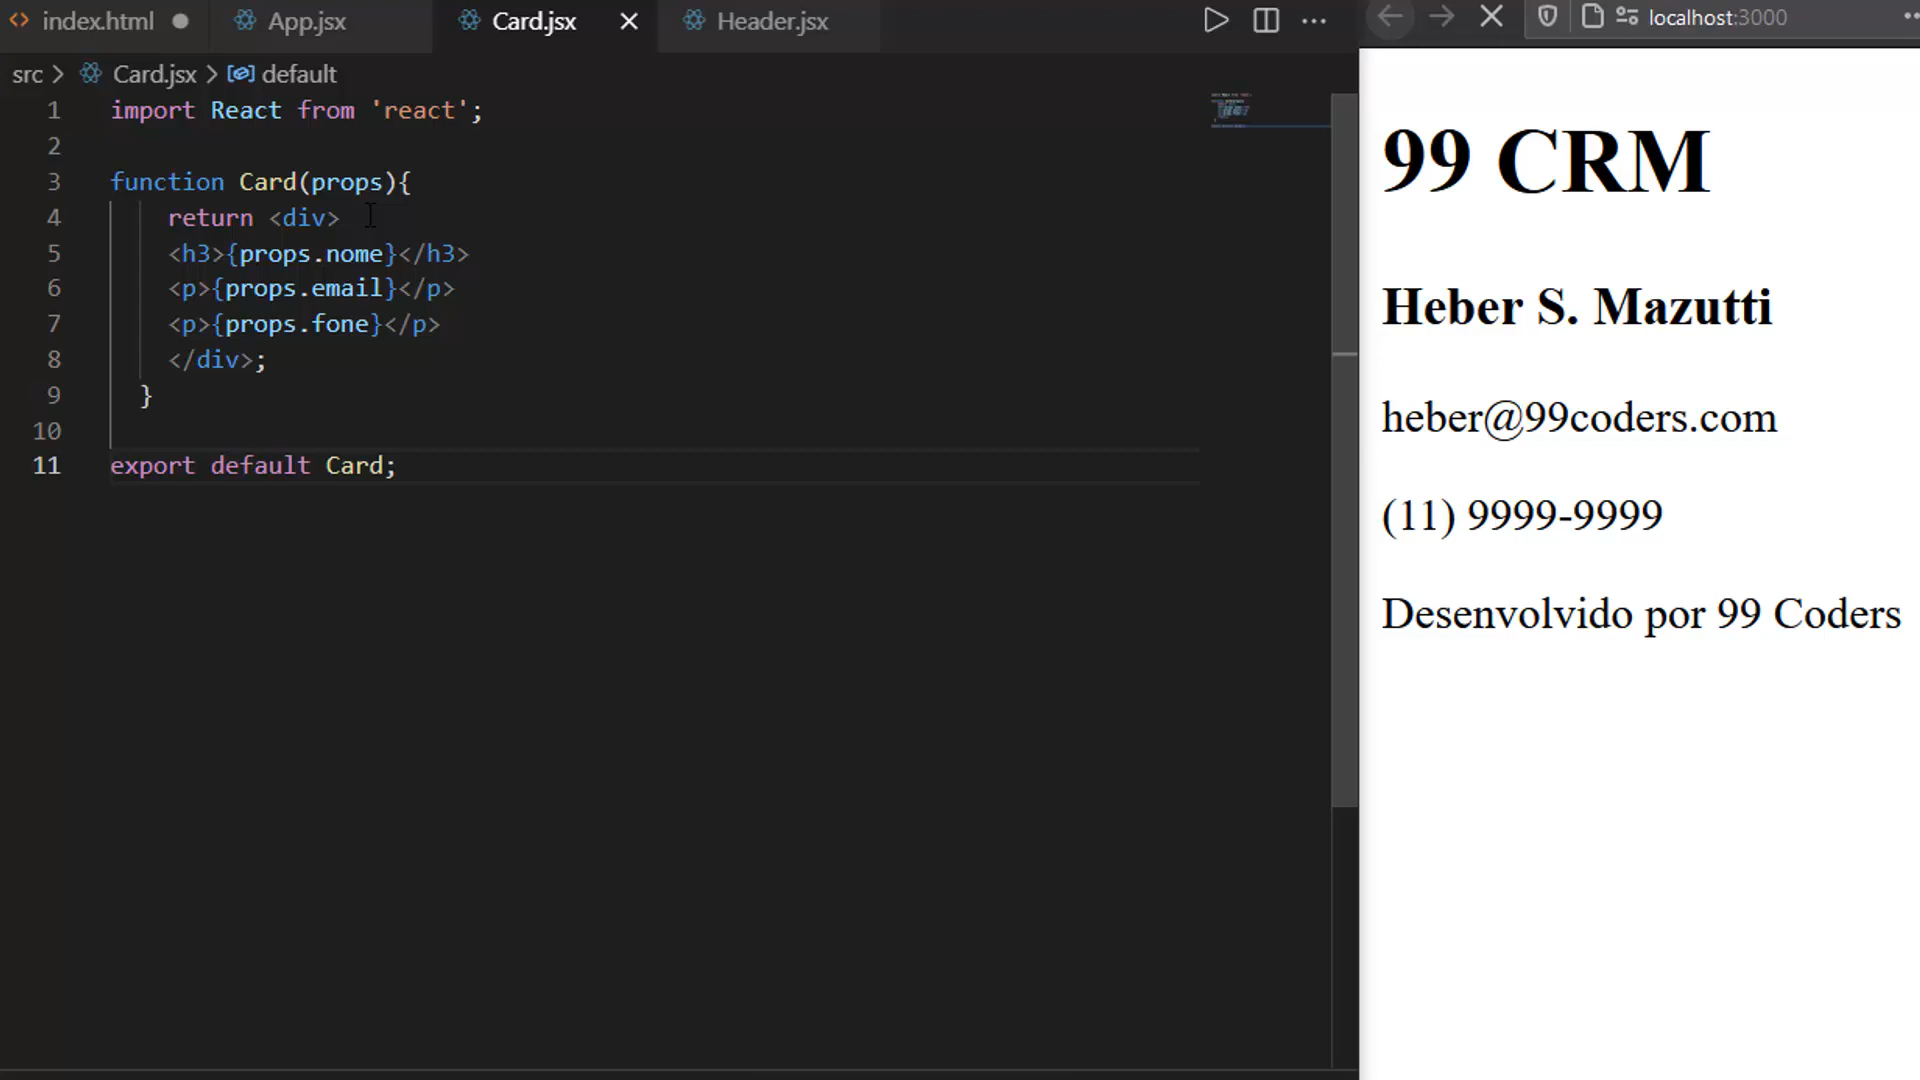 index.html
App.jsx
Card.jsx
Header.jsx
src > Card.jsx > default
1 import React from 'react';
2
3 function Card(props){
4 return <div>
5 <h3>{props.nome}</h3>
6 <p>{props.email}</p>
7 <p>{props.fone}</p>
8 </div>;
9 }
10
11 export default Card;
localhost:3000
99 CRM
Heber S. Mazutti
heber@99coders.com
(11) 9999-9999
Desenvolvido por 99 Coders